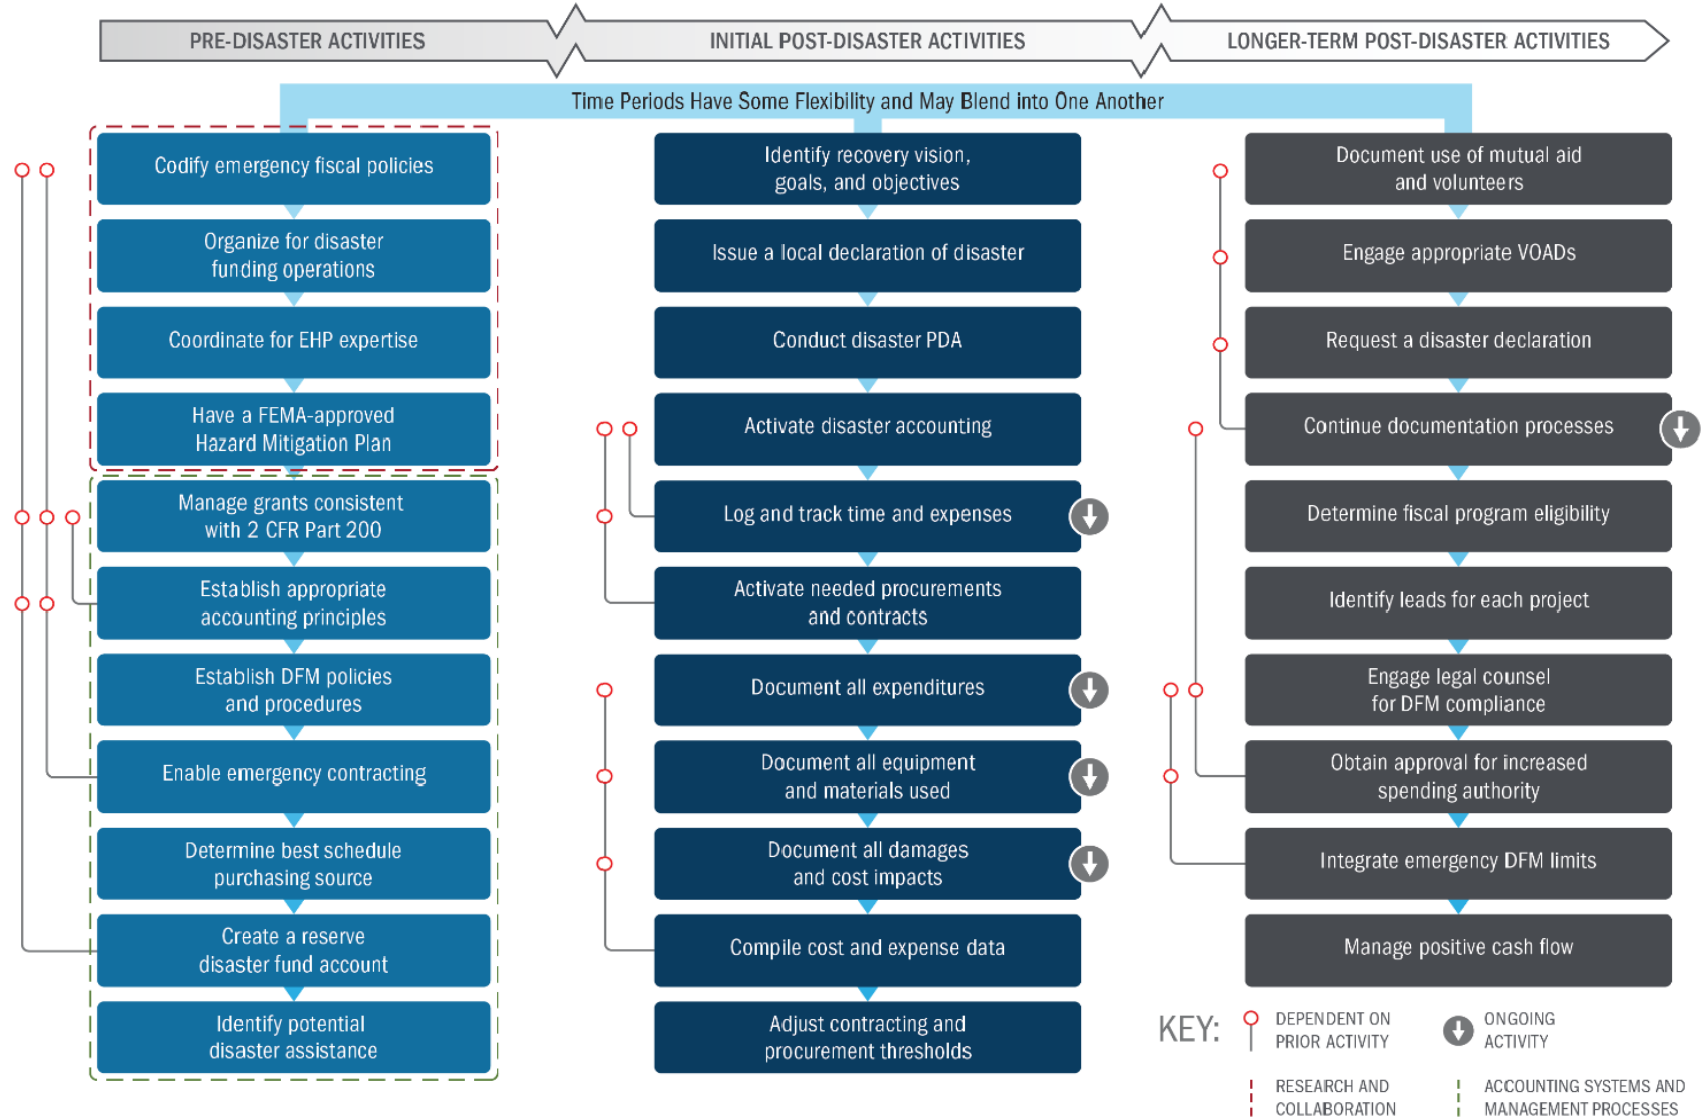 PRE-DISASTER ACTIVITIES
INITIAL POST-DISASTER ACTIVITIES
LONGER-TERM POST-DISASTER ACTIVITIES
Time Periods Have Some Flexibility and May Blend into One Another
Codify emergency fiscal policies
Organize for disaster
funding operations
Coordinate for EHP expertise
Have a FEMA-approved
Hazard Mitigation Plan
Manage grants consistent
with 2 CFR Part 200
Establish appropriate
accounting principles
Establish DFM policies
and procedures
Enable emergency contracting
Determine best schedule
purchasing source
Create a reserve
disaster fund account
Identify potential
disaster assistance
Identify recovery vision,
goals, and objectives
Issue a local declaration of disaster
Conduct disaster PDA
Activate disaster accounting
Log and track time and expenses
Activate needed procurements
and contracts
Document all expenditures
Document all equipment
and materials used
Document all damages
and cost impacts
Compile cost and expense data
Adjust contracting and
procurement thresholds
Document use of mutual aid
and volunteers
Engage appropriate VOADs
Request a disaster declaration
Continue documentation processes
Determine fiscal program eligibility
Identify leads for each project
Engage legal counsel
for DFM compliance
Obtain approval for increased
spending authority
Integrate emergency DFM limits
Manage positive cash flow
KEY:
DEPENDENT ON
PRIOR ACTIVITY
ONGOING
ACTIVITY
RESEARCH AND
COLLABORATION
ACCOUNTING SYSTEMS AND
MANAGEMENT PROCESSES